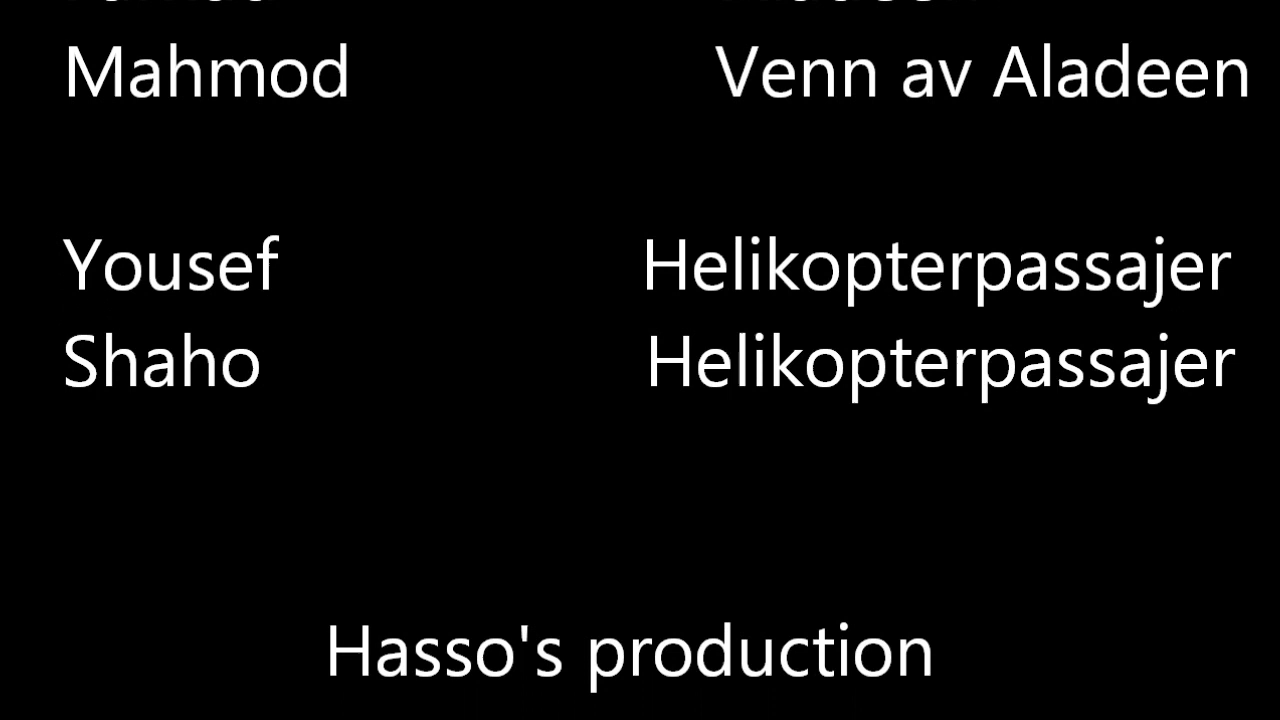 Mahmod Venn av Aladeen
Yousef Helikopterpassajer
Shaho Helikopterpassajer
Hasso's production